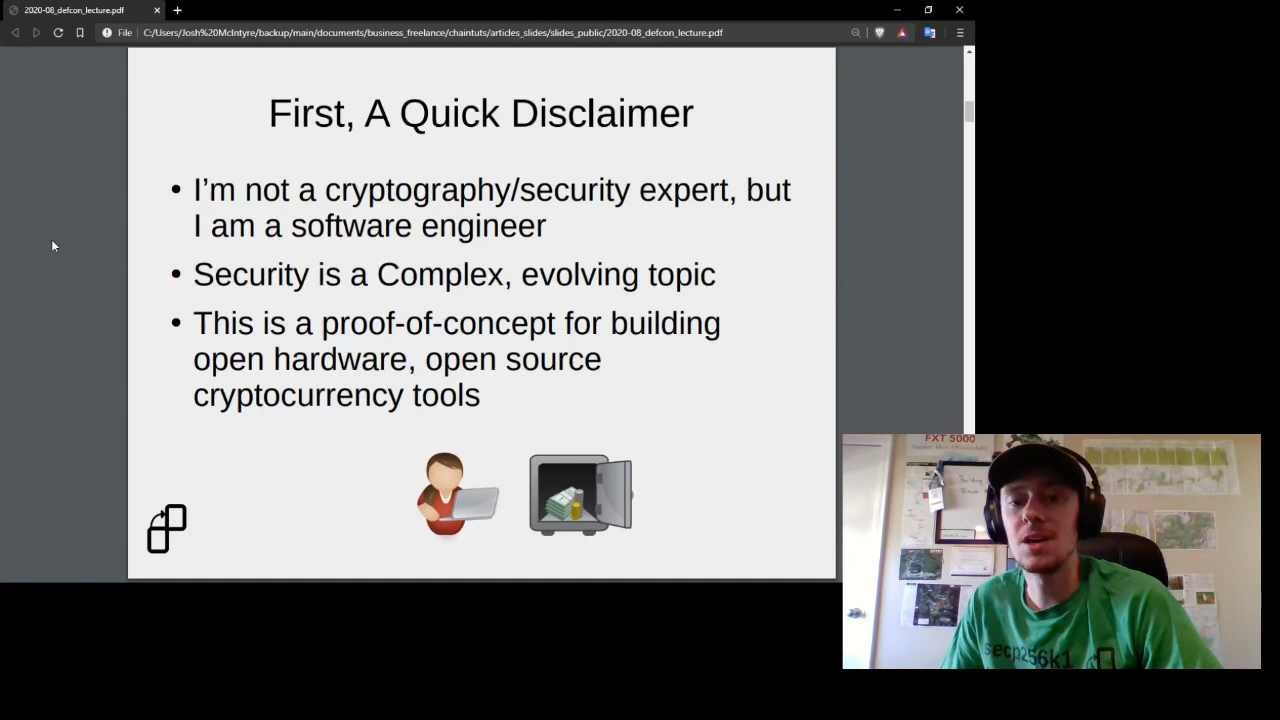 2020-08_defcon_lecture.pdf
File
C:/Users/Josh%20McIntyre/backup/main/documents/business_freelance/chaintuts/articles_slides/slides_public/2020-08_defcon_lecture.pdf
First, A Quick Disclaimer
• I’m not a cryptography/security expert, but
I am a software engineer
• Security is a Complex, evolving topic
• This is a proof-of-concept for building
open hardware, open source
cryptocurrency tools
FXT 5000
secp256k1